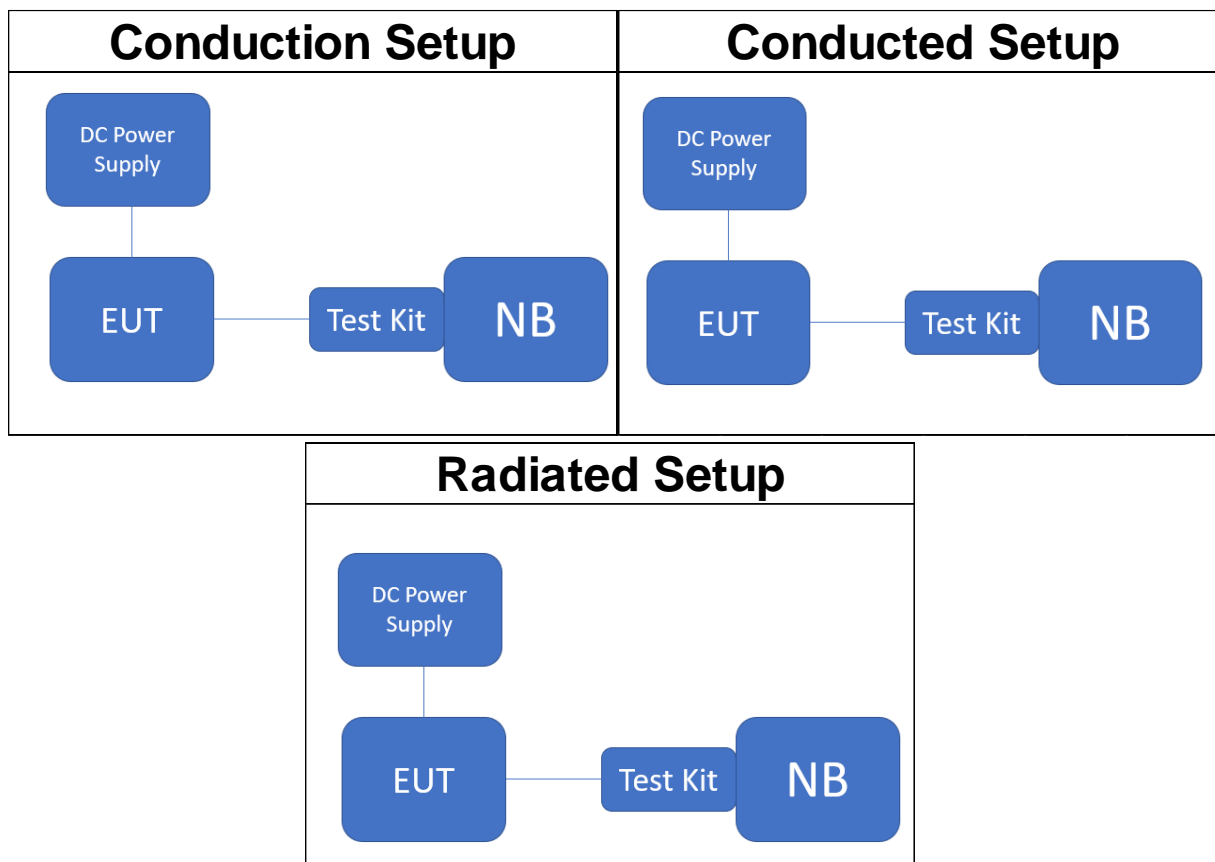 Conduction Setup
DC Power
Supply
EUT
Test Kit
NB
Conducted Setup
DC Power
Supply
EUT
Test Kit
NB
Radiated Setup
DC Power
Supply
EUT
Test Kit
NB